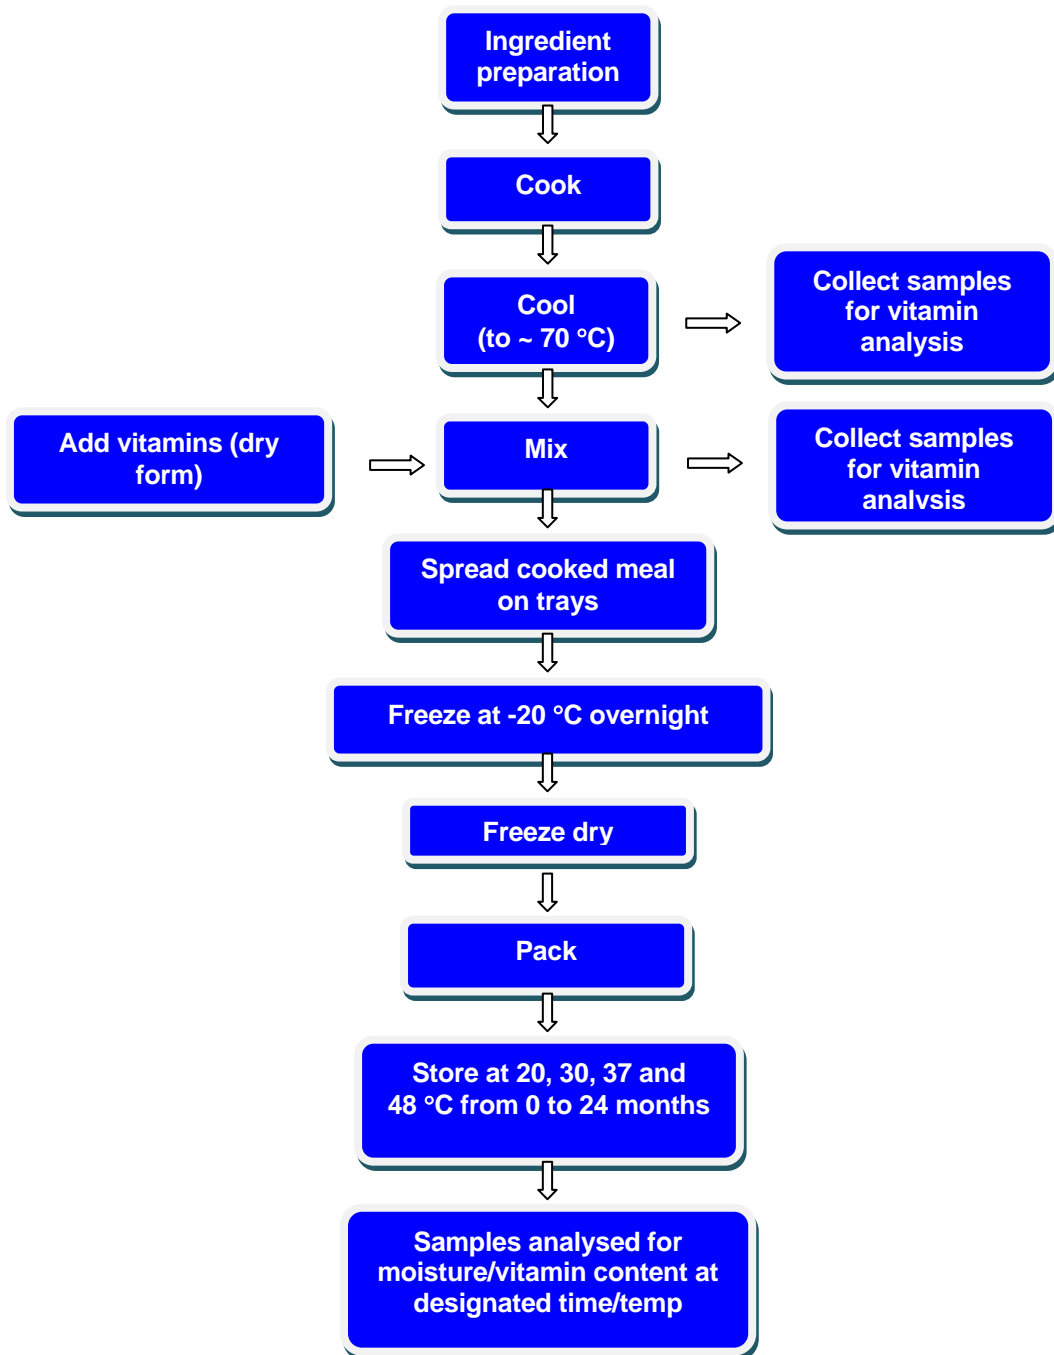 Ingredient
preparation
Cook
Cool
(to ~ 70 °C)
Collect samples
for vitamin
analysis
Add vitamins (dry
form)
Mix
Collect samples
for vitamin
analysis
Spread cooked meal
on trays
Freeze at -20 °C overnight
Freeze dry
Pack
Store at 20, 30, 37 and
48 °C from 0 to 24 months
Samples analysed for
moisture/vitamin content at
designated time/temp